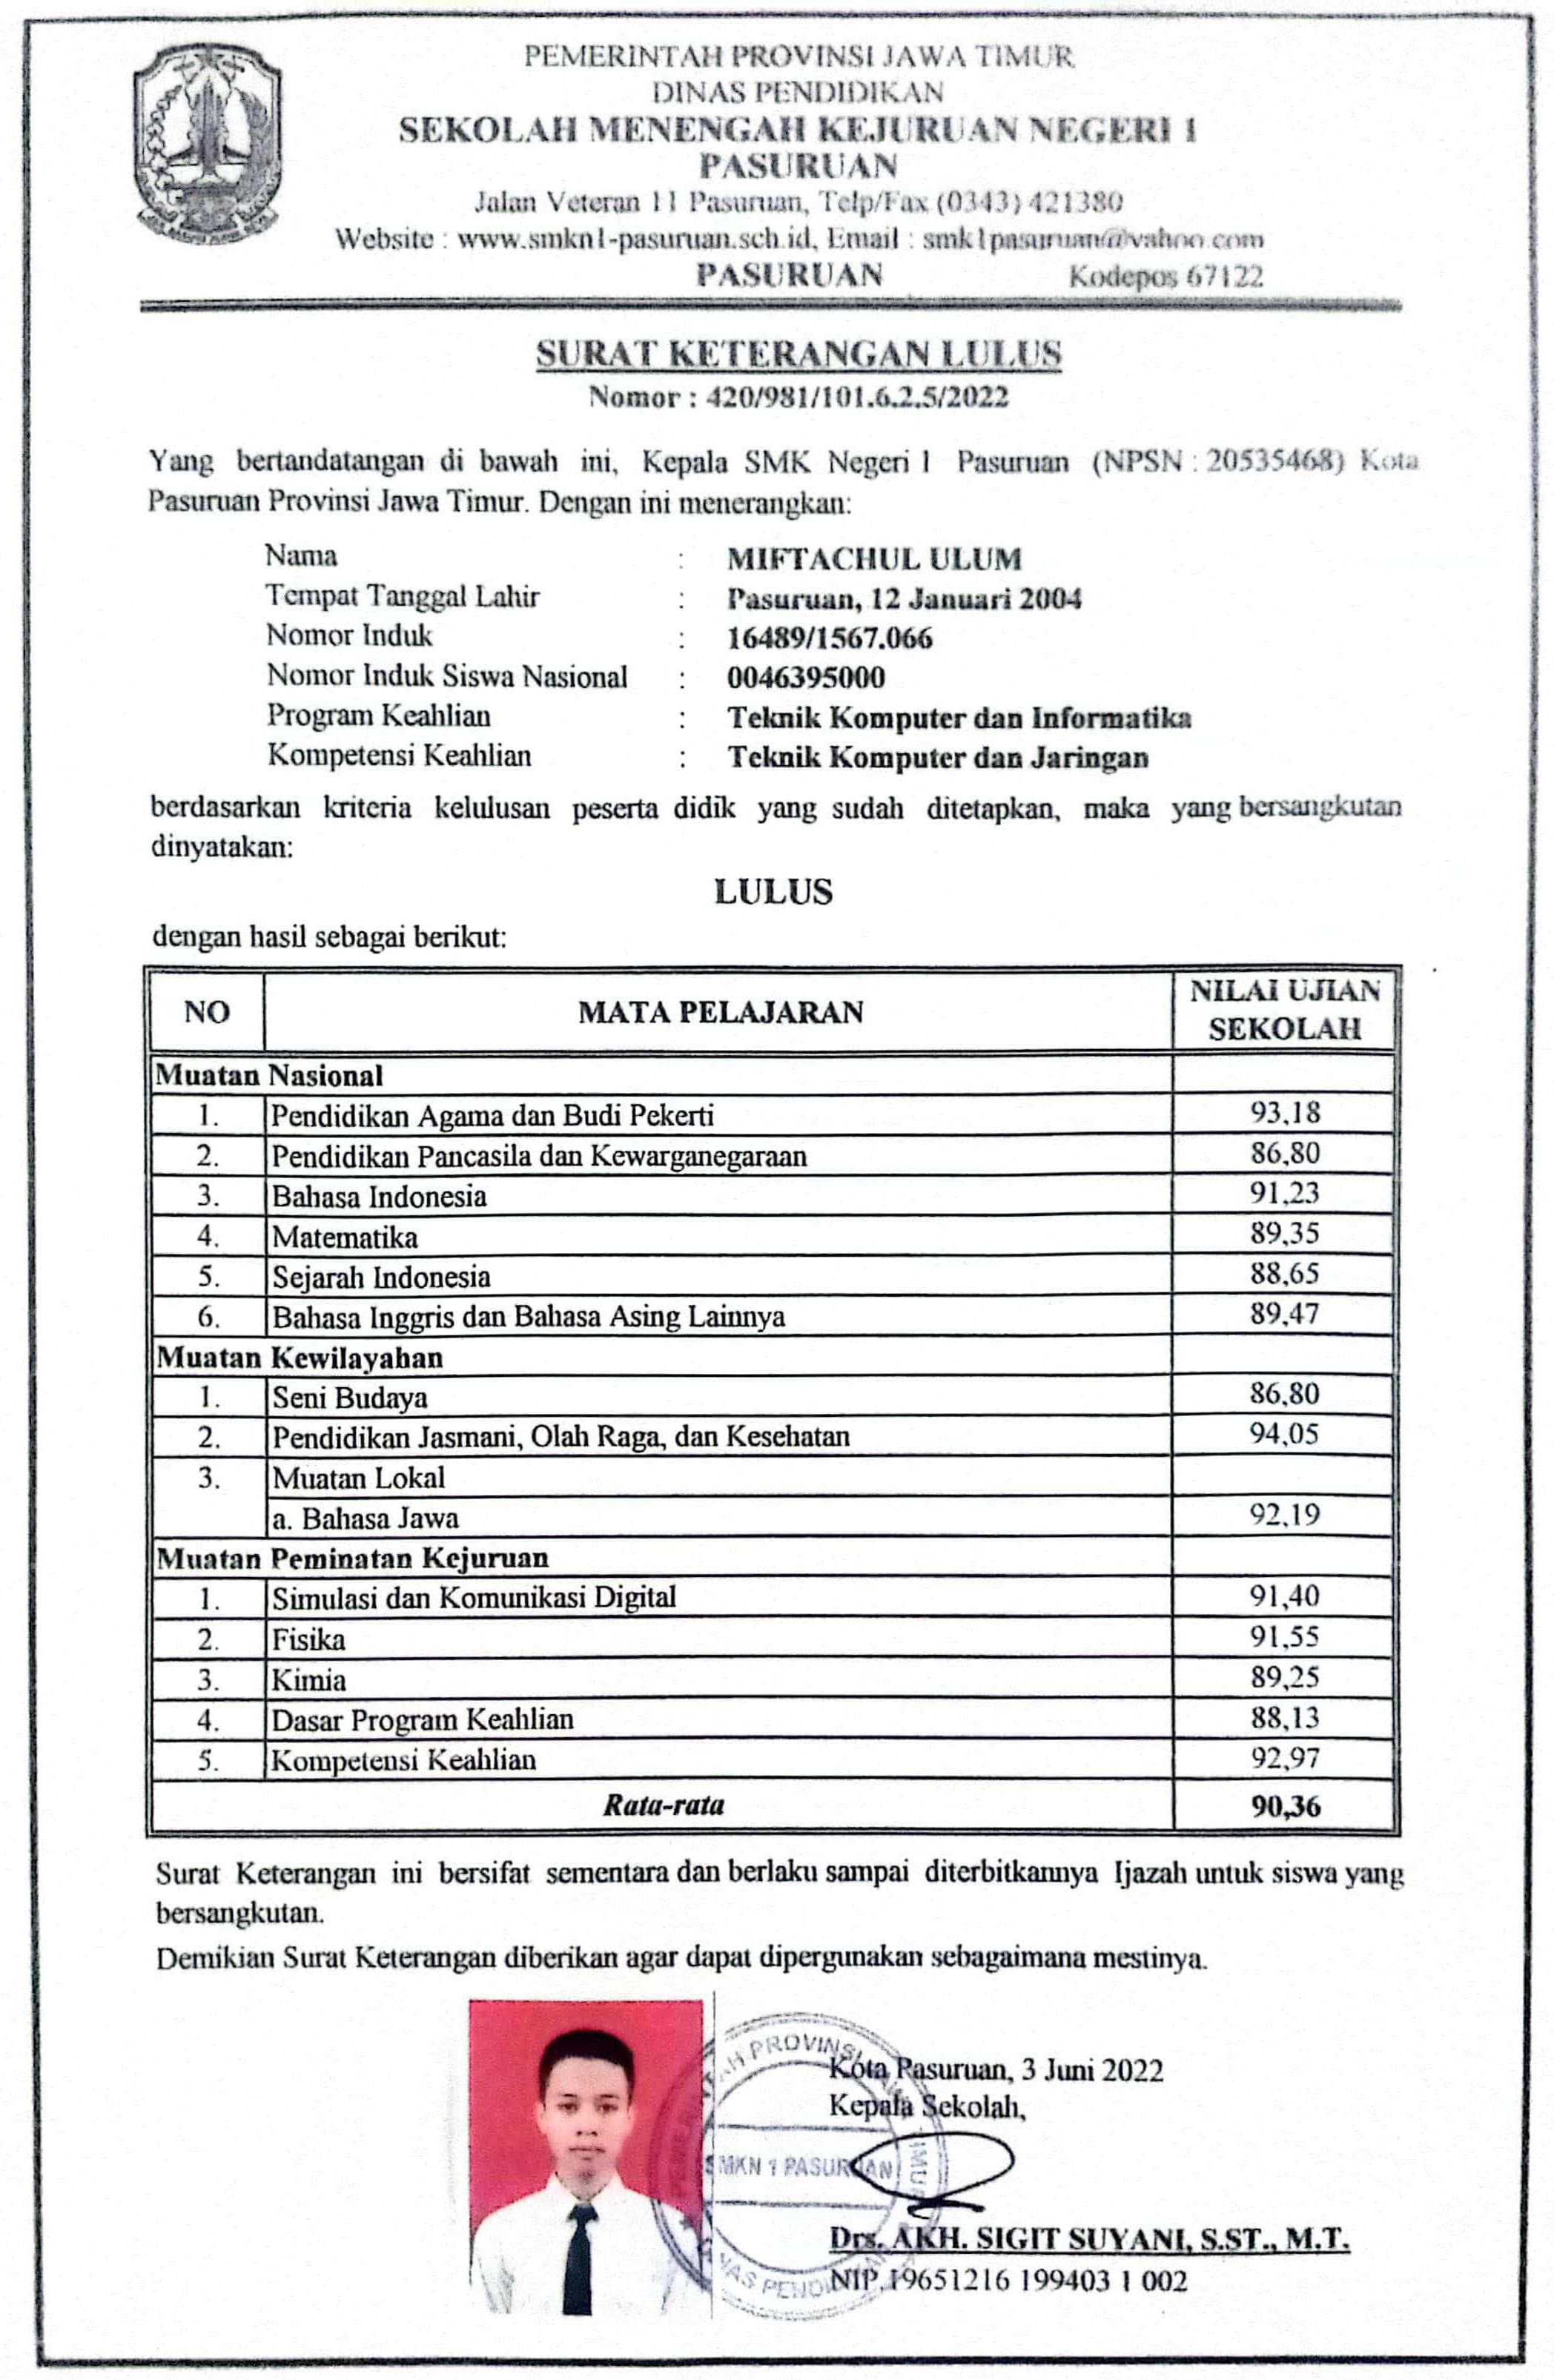 PEMERINTAH PROVINSI JAWA TIMUR
DINAS PENDIDIKAN
SEKOLAH MENENGAH KEJURUAN NEGERI 1
PASURUAN
Jalan Veteran 11 Pasuruan, Telp/Fax (0343) 421380
Website : www.smkn1-pasuruan.sch.id, Email : smk1pasuruan@yahoo.com
PASURUAN Kodepos 67122
SURAT KETERANGAN LULUS
Nomor : 420/981/101.6.2.5/2022
Yang bertandatangan di bawah ini, Kepala SMK Negeri 1 Pasuruan (NPSN : 20535468) Kota
Pasuruan Provinsi Jawa Timur. Dengan ini menerangkan:
Nama : MIFTACHUL ULUM
Tempat Tanggal Lahir : Pasuruan, 12 Januari 2004
Nomor Induk : 16489/1567.066
Nomor Induk Siswa Nasional : 0046395000
Program Keahlian : Teknik Komputer dan Informatika
Kompetensi Keahlian : Teknik Komputer dan Jaringan
berdasarkan kriteria kelulusan peserta didik yang sudah ditetapkan, maka yang bersangkutan
dinyatakan:
LULUS
dengan hasil sebagai berikut:
NO MATA PELAJARAN NILAI UJIAN SEKOLAH
Muatan Nasional
1. Pendidikan Agama dan Budi Pekerti 93,18
2. Pendidikan Pancasila dan Kewarganegaraan 86,80
3. Bahasa Indonesia 91,23
4. Matematika 89,35
5. Sejarah Indonesia 88,65
6. Bahasa Inggris dan Bahasa Asing Lainnya 89,47
Muatan Kewilayahan
1. Seni Budaya 86,80
2. Pendidikan Jasmani, Olah Raga, dan Kesehatan 94,05
3. Muatan Lokal
a. Bahasa Jawa 92,19
Muatan Peminatan Kejuruan
1. Simulasi dan Komunikasi Digital 91,40
2. Fisika 91,55
3. Kimia 89,25
4. Dasar Program Keahlian 88,13
5. Kompetensi Keahlian 92,97
Rata-rata 90,36
Surat Keterangan ini bersifat sementara dan berlaku sampai diterbitkannya Ijazah untuk siswa yang
bersangkutan.
Demikian Surat Keterangan diberikan agar dapat dipergunakan sebagaimana mestinya.
Kota Pasuruan, 3 Juni 2022
Kepala Sekolah,
SMKN 1 PASURUAN
Drs. AKH. SIGIT SUYANI, S.ST., M.T.
NIP.19651216 199403 1 002